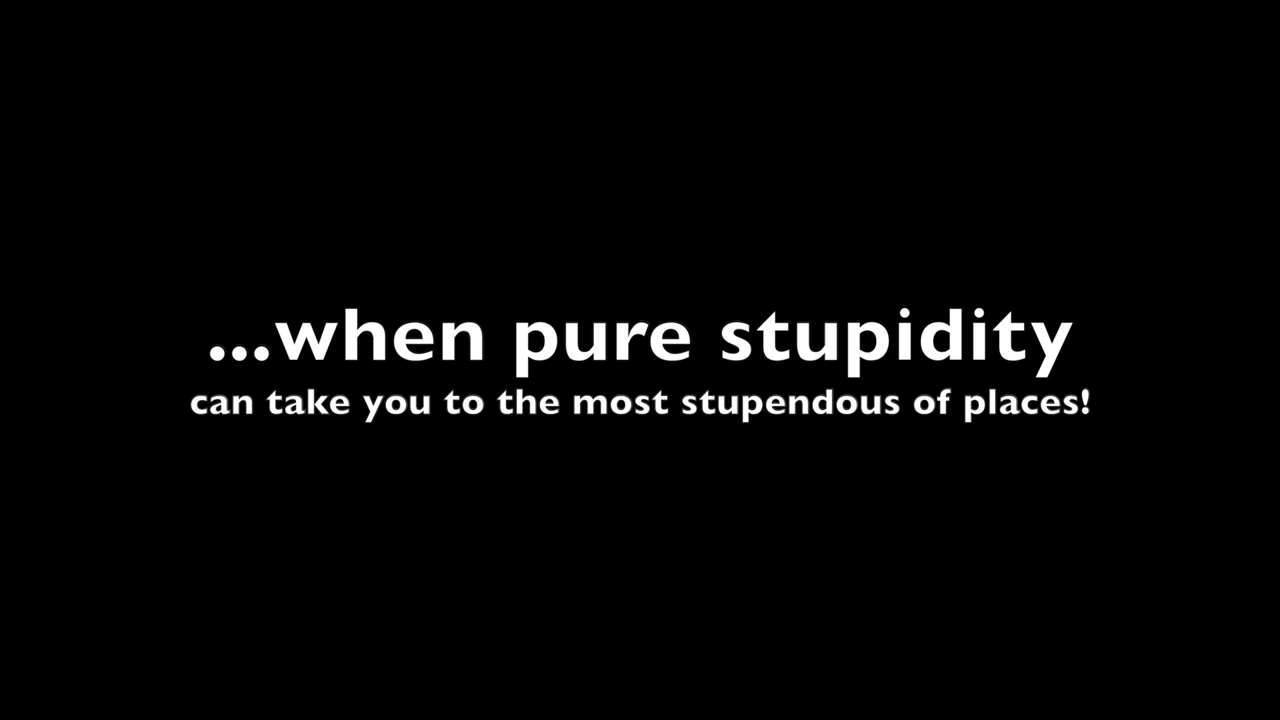 ...when pure stupidity
can take you to the most stupendous of places!